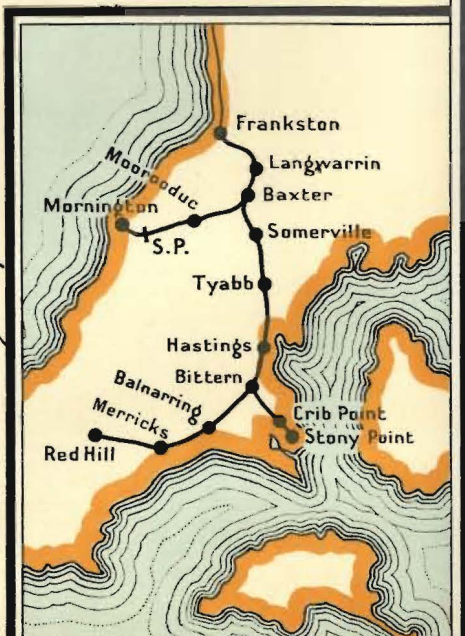 Frankston
Langwarrin
Moorooduc
Baxter
Mornington
S.P.
Somerville
Tyabb
Hastings
Bittern
Balnarring
Merricks
Crib Point
Stony Point
Red Hill